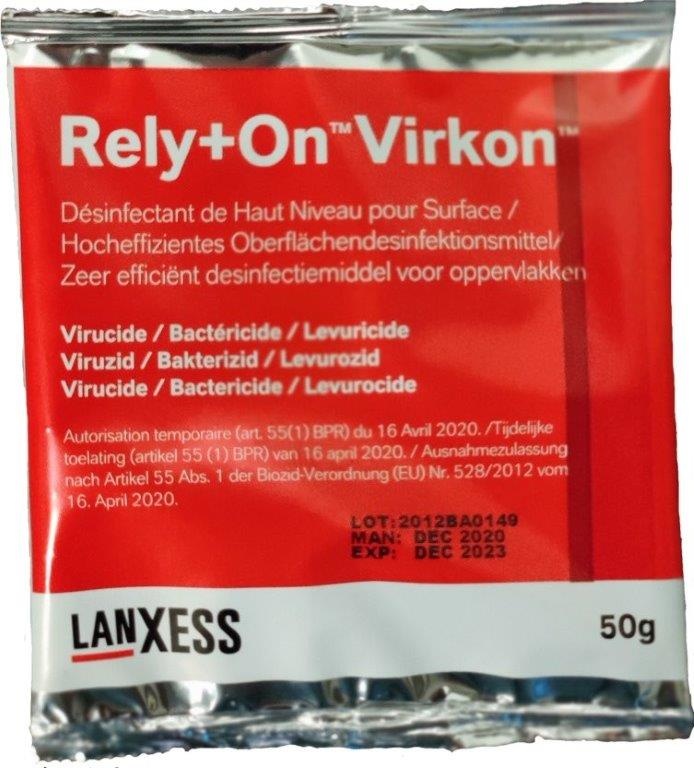 Rely+On™ Virkon™
Désinfectant de Haut Niveau pour Surface /
Hocheffizientes Oberflächendesinfektionsmittel/
Zeer efficiënt desinfectiemiddel voor oppervlakken
Virucide / Bactéricide / Levuricide
Viruzid / Bakterizid / Levurozid
Virucide / Bactericide / Levurocide
Autorisation temporaire (art. 55(1) BPR) du 16 Avril 2020. /Tijdelijke
toelating (artikel 55 (1) BPR) van 16 april 2020. / Ausnahmezulassung
nach Artikel 55 Abs. 1 der Biozid-Verordnung (EU) Nr. 528/2012 vom
16. April 2020.
LOT:2012BA0149
MAN: DEC 2020
EXP: DEC 2023
LANXESS
50g